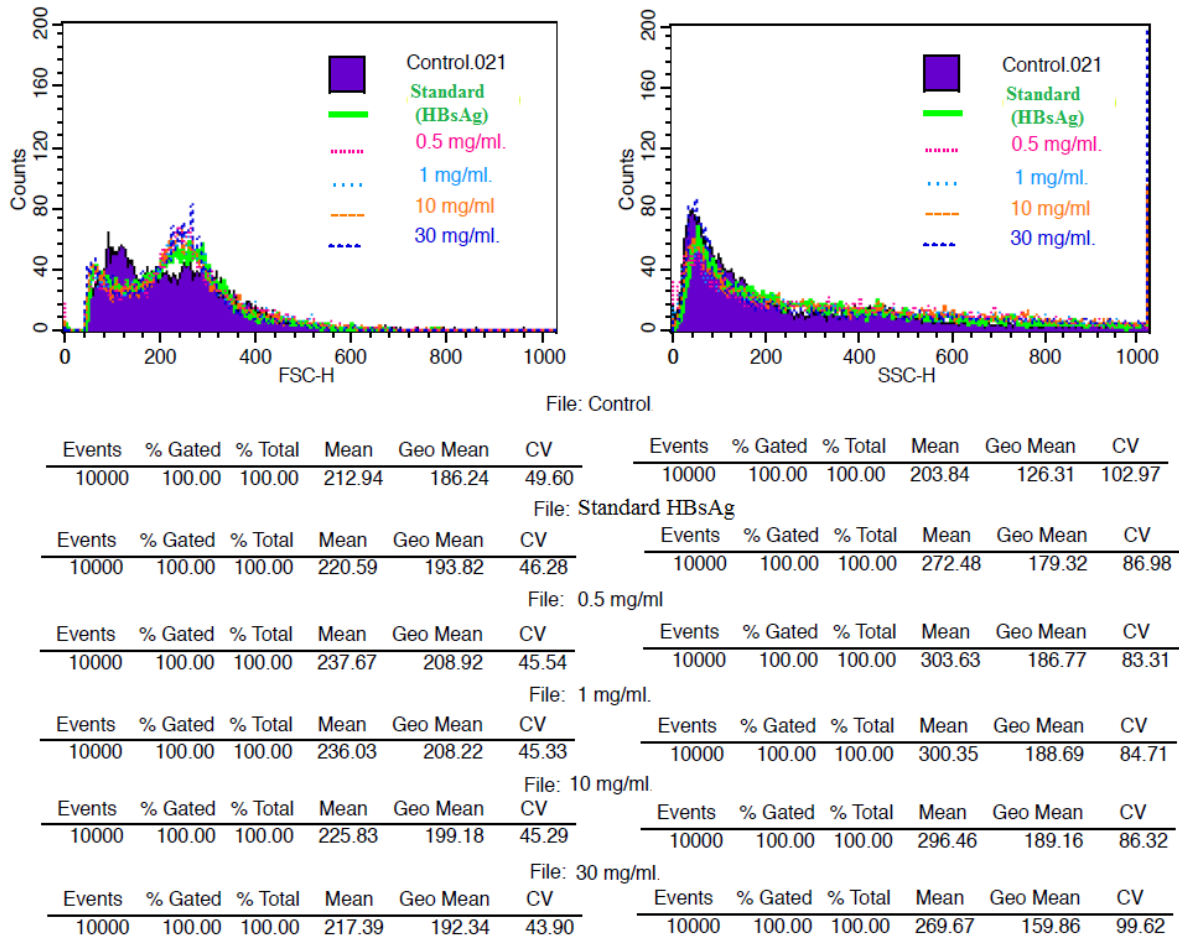 200
160
120
80
40
0
Counts
0 200 400 600 800 1000
FSC-H
Control.021
Standard
(HBsAg)
0.5 mg/ml.
1 mg/ml.
10 mg/ml
30 mg/ml.
200
160
120
80
40
0
Counts
0 200 400 600 800 1000
SSC-H
Control.021
Standard
(HBsAg)
0.5 mg/ml.
1 mg/ml.
10 mg/ml
30 mg/ml.
File: Control
Events % Gated % Total Mean Geo Mean CV Events % Gated % Total Mean Geo Mean CV
10000 100.00 100.00 212.94 186.24 49.60 10000 100.00 100.00 203.84 126.31 102.97
File: Standard HBsAg
Events % Gated % Total Mean Geo Mean CV Events % Gated % Total Mean Geo Mean CV
10000 100.00 100.00 220.59 193.82 46.28 10000 100.00 100.00 272.48 179.32 86.98
File: 0.5 mg/ml
Events % Gated % Total Mean Geo Mean CV Events % Gated % Total Mean Geo Mean CV
10000 100.00 100.00 237.67 208.92 45.54 10000 100.00 100.00 303.63 186.77 83.31
File: 1 mg/ml.
Events % Gated % Total Mean Geo Mean CV Events % Gated % Total Mean Geo Mean CV
10000 100.00 100.00 236.03 208.22 45.33 10000 100.00 100.00 300.35 188.69 84.71
File: 10 mg/ml.
Events % Gated % Total Mean Geo Mean CV Events % Gated % Total Mean Geo Mean CV
10000 100.00 100.00 225.83 199.18 45.29 10000 100.00 100.00 296.46 189.16 86.32
File: 30 mg/ml.
Events % Gated % Total Mean Geo Mean CV Events % Gated % Total Mean Geo Mean CV
10000 100.00 100.00 217.39 192.34 43.90 10000 100.00 100.00 269.67 159.86 99.62